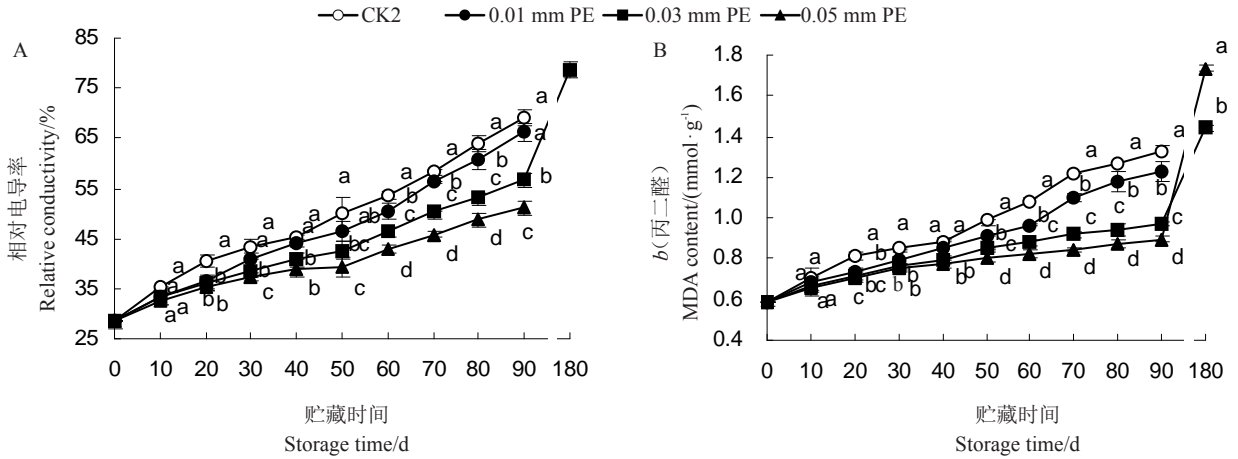 CK2 0.01 mm PE 0.03 mm PE 0.05 mm PE
A
相对电导率
Relative conductivity/%
85
75
65
55
45
35
25
a a a a a a a a a
a a a a a b b b a
a b b b c c c c b
a b c b c d d d c
0 10 20 30 40 50 60 70 80 90 180
贮藏时间
Storage time/d
B
b(丙二醛)
MDA content/(mmol·g⁻¹)
1.8
1.6
1.4
1.2
1.0
0.8
0.6
0.4
a
b
a a a a a a a a a
a b a a b b b b b
a b b b c c c c c
a c b b d d d d d
0 10 20 30 40 50 60 70 80 90 180
贮藏时间
Storage time/d